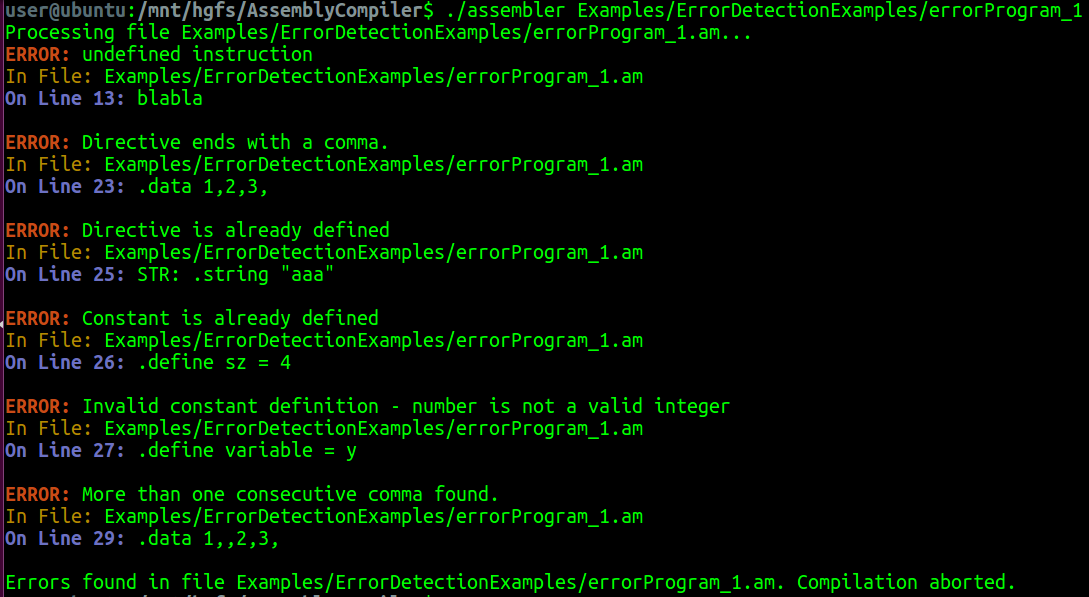 user@ubuntu:/mnt/hgfs/AssemblyCompiler$ ./assembler Examples/ErrorDetectionExamples/errorProgram_1
Processing file Examples/ErrorDetectionExamples/errorProgram_1.am...
ERROR: undefined instruction
In File: Examples/ErrorDetectionExamples/errorProgram_1.am
On Line 13: blabla
ERROR: Directive ends with a comma.
In File: Examples/ErrorDetectionExamples/errorProgram_1.am
On Line 23: .data 1,2,3,
ERROR: Directive is already defined
In File: Examples/ErrorDetectionExamples/errorProgram_1.am
On Line 25: STR: .string "aaa"
ERROR: Constant is already defined
In File: Examples/ErrorDetectionExamples/errorProgram_1.am
On Line 26: .define sz = 4
ERROR: Invalid constant definition - number is not a valid integer
In File: Examples/ErrorDetectionExamples/errorProgram_1.am
On Line 27: .define variable = y
ERROR: More than one consecutive comma found.
In File: Examples/ErrorDetectionExamples/errorProgram_1.am
On Line 29: .data 1,,2,3,
Errors found in file Examples/ErrorDetectionExamples/errorProgram_1.am. Compilation aborted.